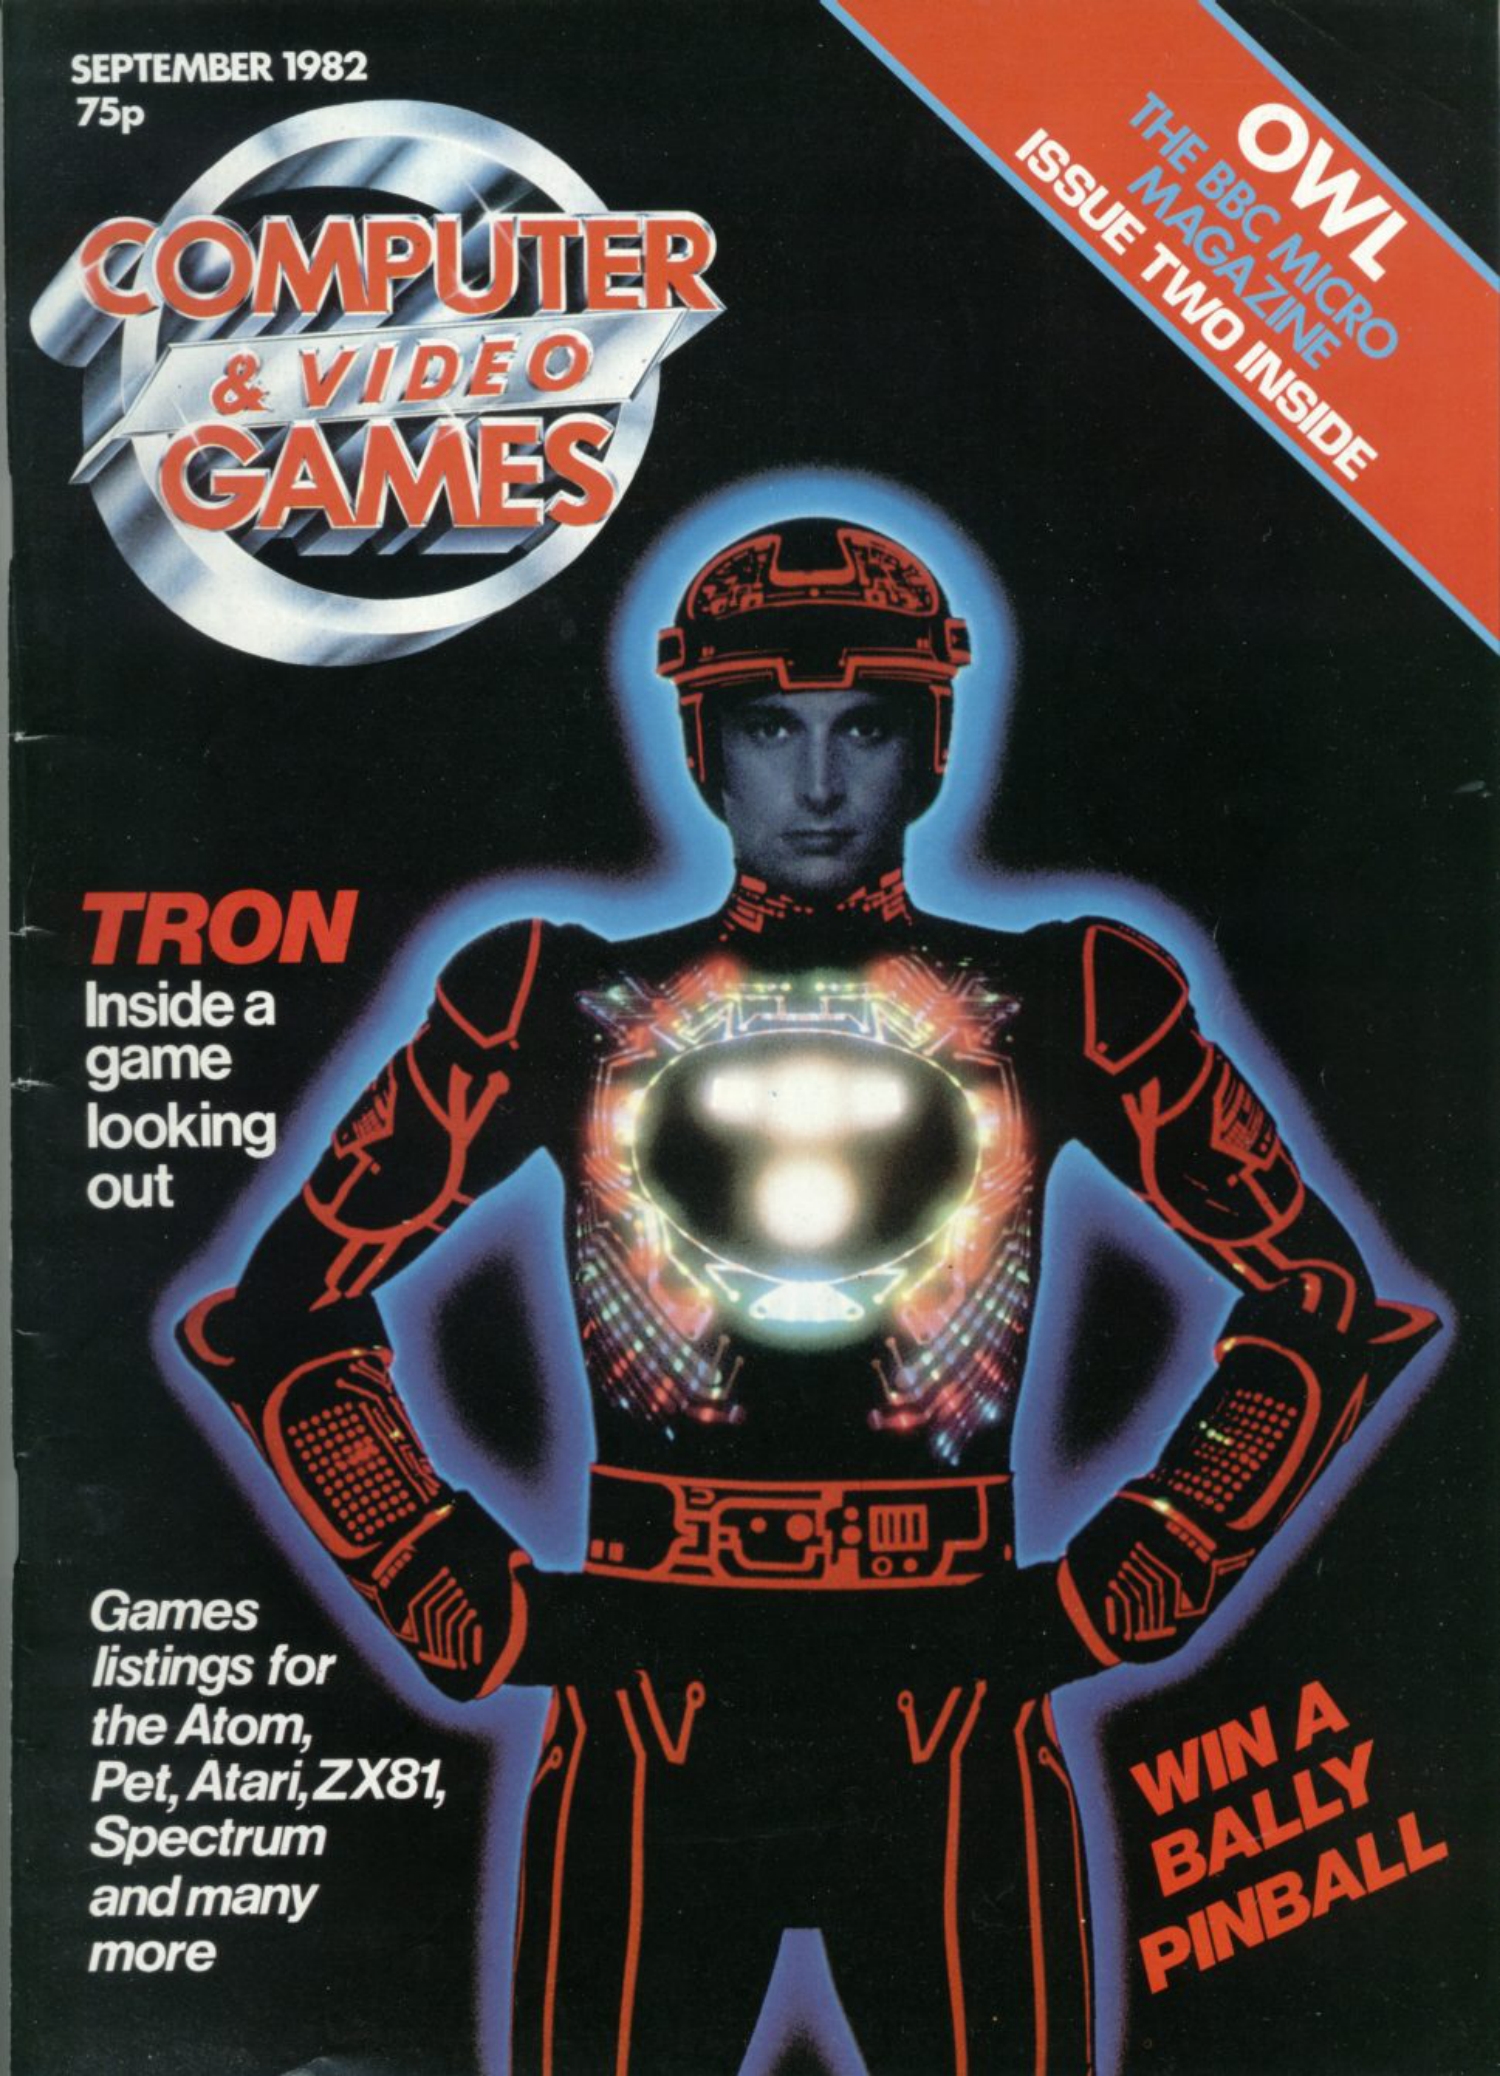 SEPTEMBER 1982
75p
COMPUTER
& VIDEO
GAMES
OWL
THE BBC MICRO
MAGAZINE
ISSUE TWO INSIDE
TRON
Inside a
game
looking
out
Games
listings for
the Atom,
Pet, Atari, ZX81,
Spectrum
and many
more
WIN A
BALLY
PINBALL